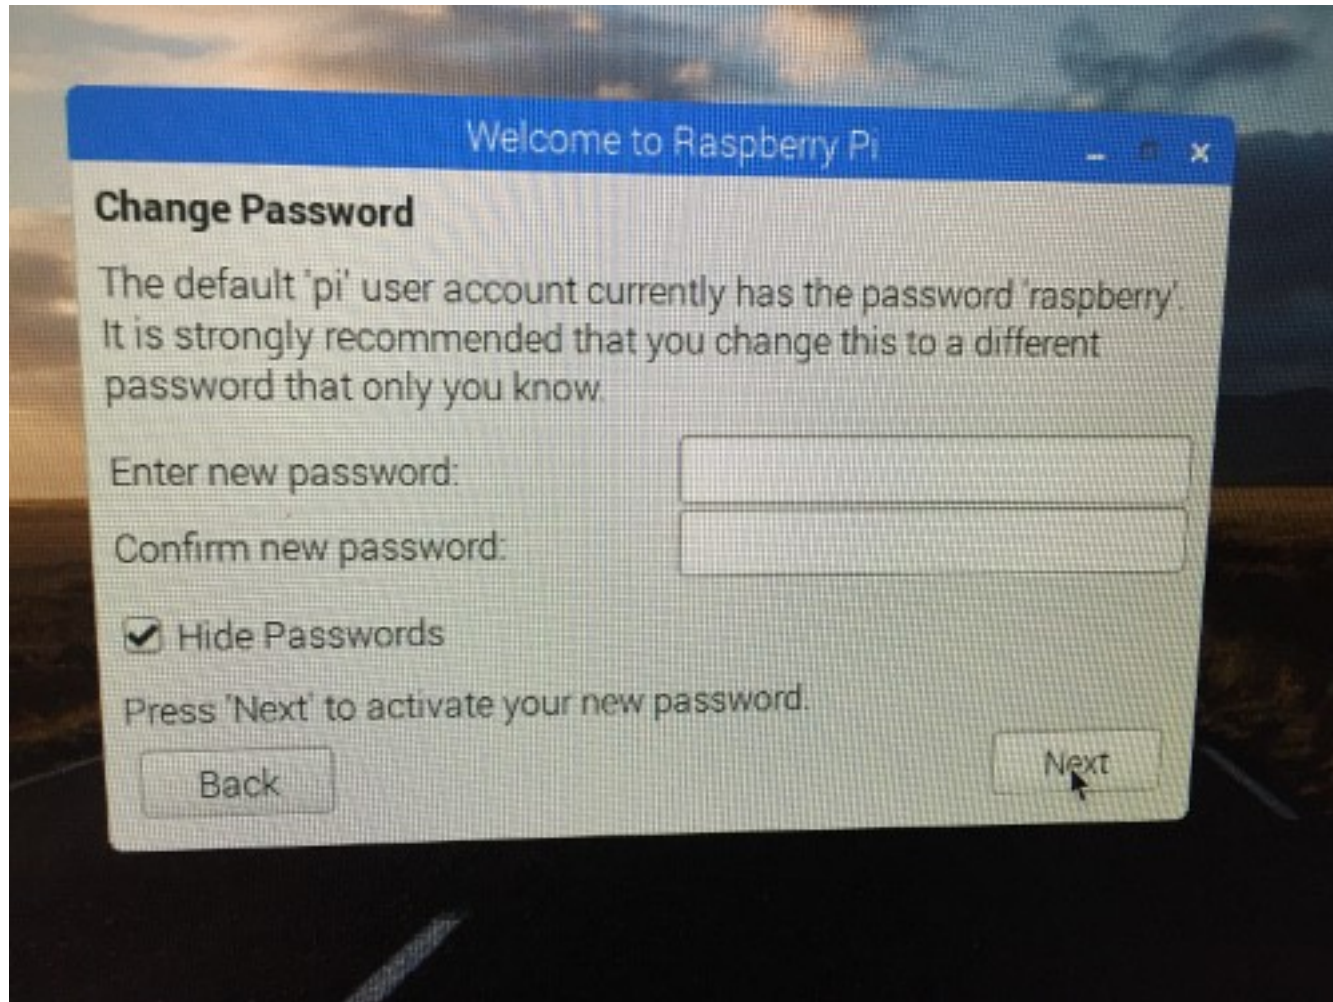 Welcome to Raspberry Pi
Change Password
The default 'pi' user account currently has the password 'raspberry'.
It is strongly recommended that you change this to a different
password that only you know.
Enter new password:
Confirm new password:
Hide Passwords
Press 'Next' to activate your new password.
Back
Next